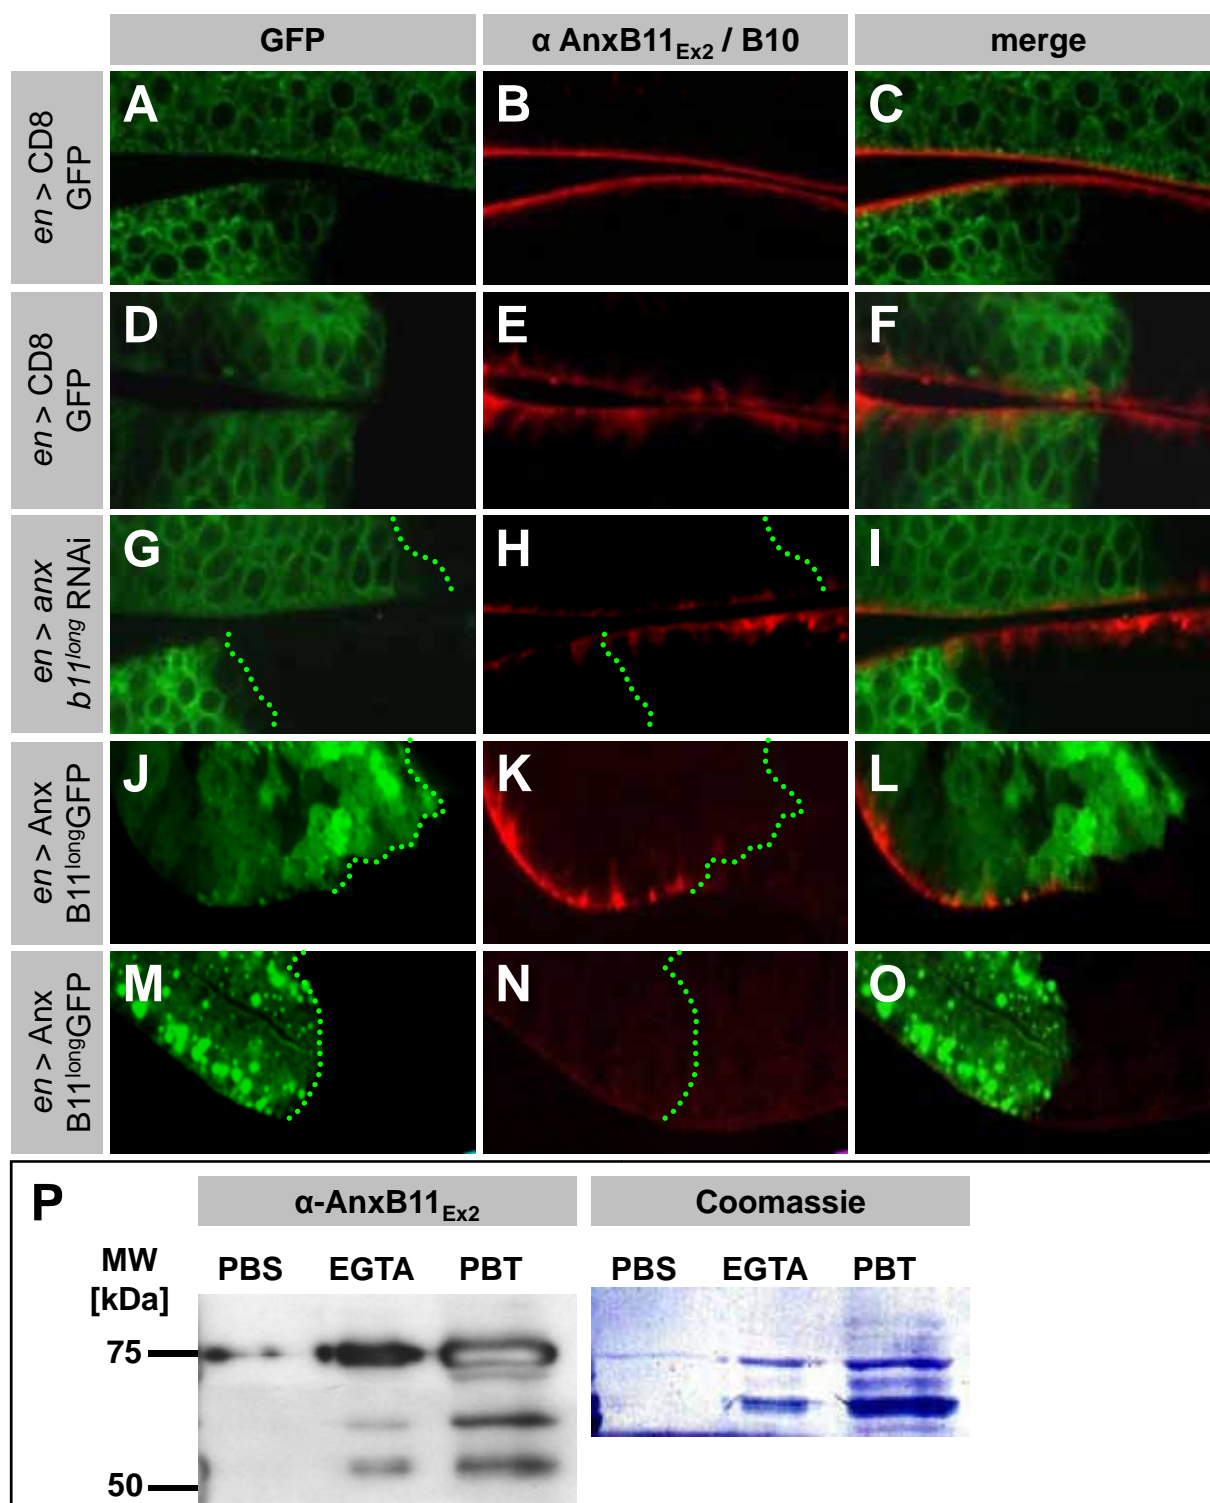 GFP
α AnxB11Ex2 / B10
merge
en > CD8
GFP
A
B
C
en > CD8
GFP
D
E
F
en > anx
b11long RNAi
G
H
I
en > Anx
B11longGFP
J
K
L
en > Anx
B11longGFP
M
N
O
P
α-AnxB11Ex2
Coomassie
MW
[kDa]
PBS
EGTA
PBT
PBS
EGTA
PBT
75
50